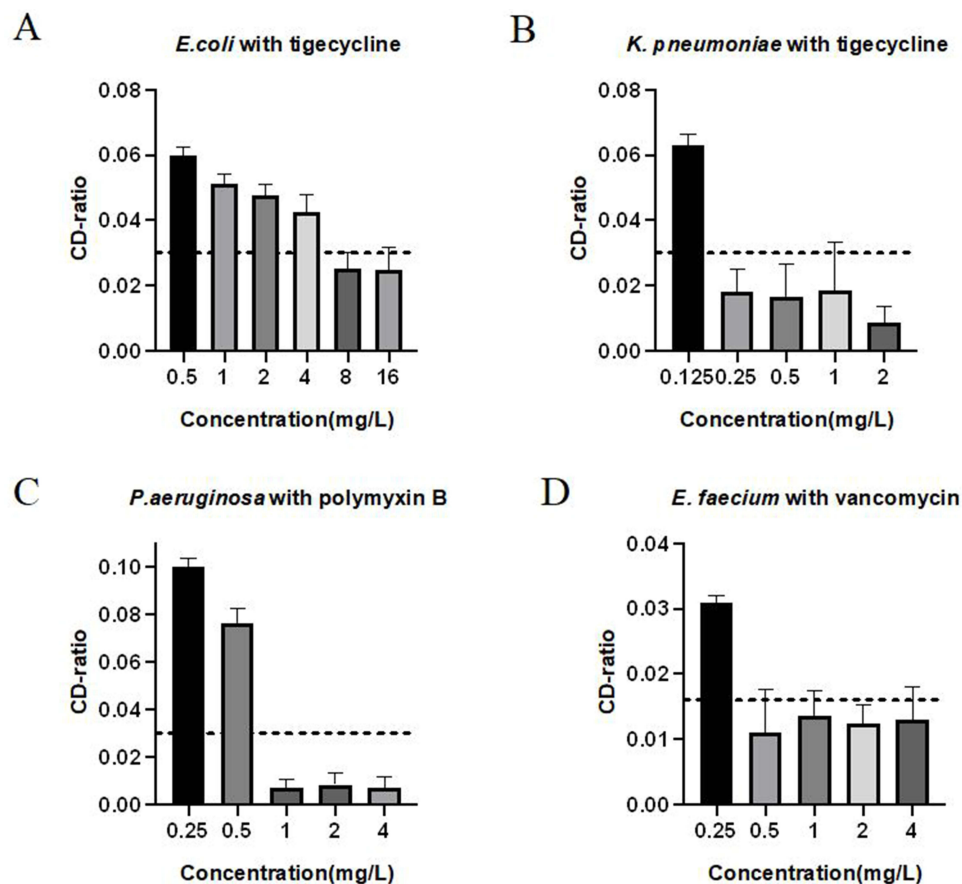 A
E.coli with tigecycline
CD-ratio
0.08
0.06
0.04
0.02
0.00
0.5 1 2 4 8 16
Concentration(mg/L)
B
K. pneumoniae with tigecycline
CD-ratio
0.08
0.06
0.04
0.02
0.00
0.125 0.25 0.5 1 2
Concentration(mg/L)
C
P.aeruginosa with polymyxin B
CD-ratio
0.10
0.08
0.06
0.04
0.02
0.00
0.25 0.5 1 2 4
Concentration(mg/L)
D
E. faecium with vancomycin
CD-ratio
0.04
0.03
0.02
0.01
0.00
0.25 0.5 1 2 4
Concentration(mg/L)